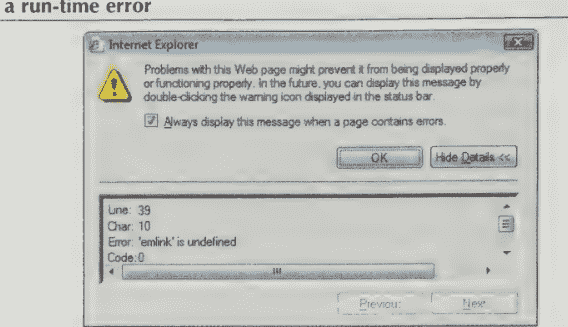 a run-time error
Internet Explorer
Problems with this Web page might prevent it from being displayed properly
or functioning properly. In the future, you can display this message by
double-clicking the warning icon displayed in the status bar.
Always display this message when a page contains errors.
OK
Hide Details <<
Line: 39
Char: 10
Error: 'emlink' is undefined
Code:0
Previous
Next